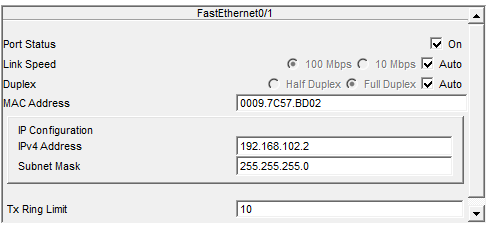 FastEthernet0/1
Port Status On
Link Speed 100 Mbps 10 Mbps Auto
Duplex Half Duplex Full Duplex Auto
MAC Address 0009.7C57.BD02
IP Configuration
IPv4 Address 192.168.102.2
Subnet Mask 255.255.255.0
Tx Ring Limit 10